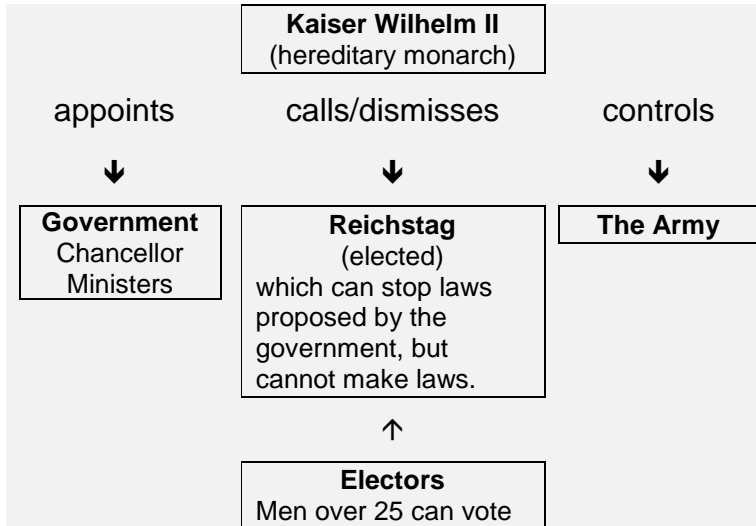 Kaiser Wilhelm II
(hereditary monarch)
appoints calls/dismisses controls
Government
Chancellor
Ministers
Reichstag
(elected)
which can stop laws
proposed by the
government, but
cannot make laws.
The Army
Electors
Men over 25 can vote